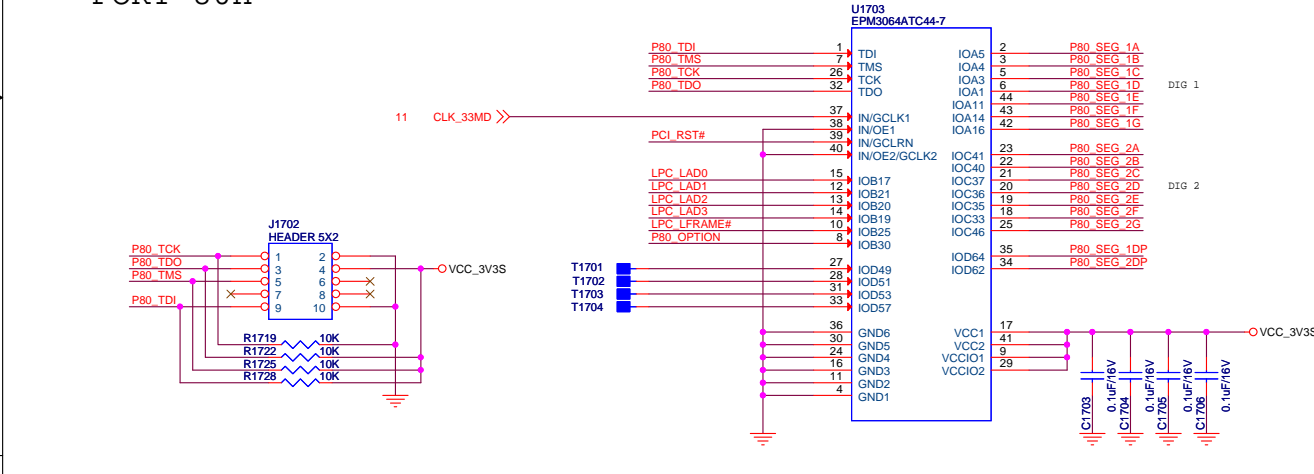 U1703
EPM3064ATC44-7
P80_TDI 1 TDI IOA5 2 P80_SEG_1A
P80_TMS 7 TMS IOA4 3 P80_SEG_1B
P80_TCK 26 TCK IOA3 5 P80_SEG_1C
P80_TDO 32 TDO IOA1 6 P80_SEG_1D DIG 1
IOA11 44 P80_SEG_1E
11 CLK_33MD 37 IN/GCLK1 IOA14 43 P80_SEG_1F
38 IN/OE1 IOA16 42 P80_SEG_1G
PCI_RST# 39 IN/GCLRN
40 IN/OE2/GCLK2 IOC41 23 P80_SEG_2A
IOC40 22 P80_SEG_2B
LPC_LAD0 15 IOB17 IOC37 21 P80_SEG_2C
LPC_LAD1 12 IOB21 IOC36 20 P80_SEG_2D DIG 2
LPC_LAD2 13 IOB20 IOC35 19 P80_SEG_2E
LPC_LAD3 14 IOB19 IOC33 18 P80_SEG_2F
LPC_LFRAME# 10 IOB25 IOC46 25 P80_SEG_2G
P80_OPTION 8 IOB30
IOD64 35 P80_SEG_1DP
T1701 27 IOD49 IOD62 34 P80_SEG_2DP
T1702 28 IOD51
T1703 31 IOD53
T1704 33 IOD57
36 GND6 VCC1 17 VCC_3V3S
30 GND5 VCC2 41
24 GND4 VCCIO1 9
16 GND3 VCCIO2 29
11 GND2
4 GND1
C1703 0.1uF/16V
C1704 0.1uF/16V
C1705 0.1uF/16V
C1706 0.1uF/16V
J1702
HEADER 5X2
P80_TCK 1 2
P80_TDO 3 4 VCC_3V3S
P80_TMS 5 6
7 8
P80_TDI 9 10
R1719 10K
R1722 10K
R1725 10K
R1728 10K